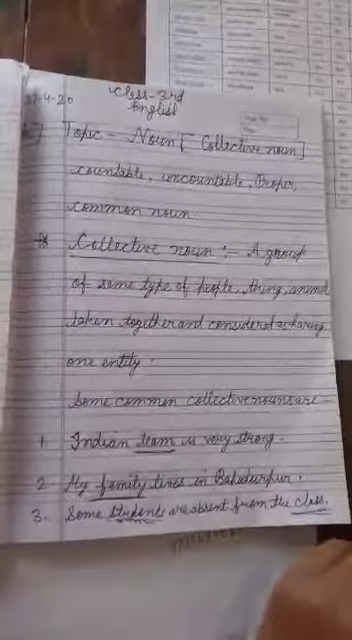 Class-3rd
27-4-20
English
Topic - Noun [Collective noun]
countable, uncountable, Proper,
common noun
Collective noun :- A group
of some type of people, thing, animal
taken together and considered as having
one entity.
Some common collective nouns are -
1 Indian team is very strong.
2 My family lives in Bahadurpur.
3. Some students are absent from the class.